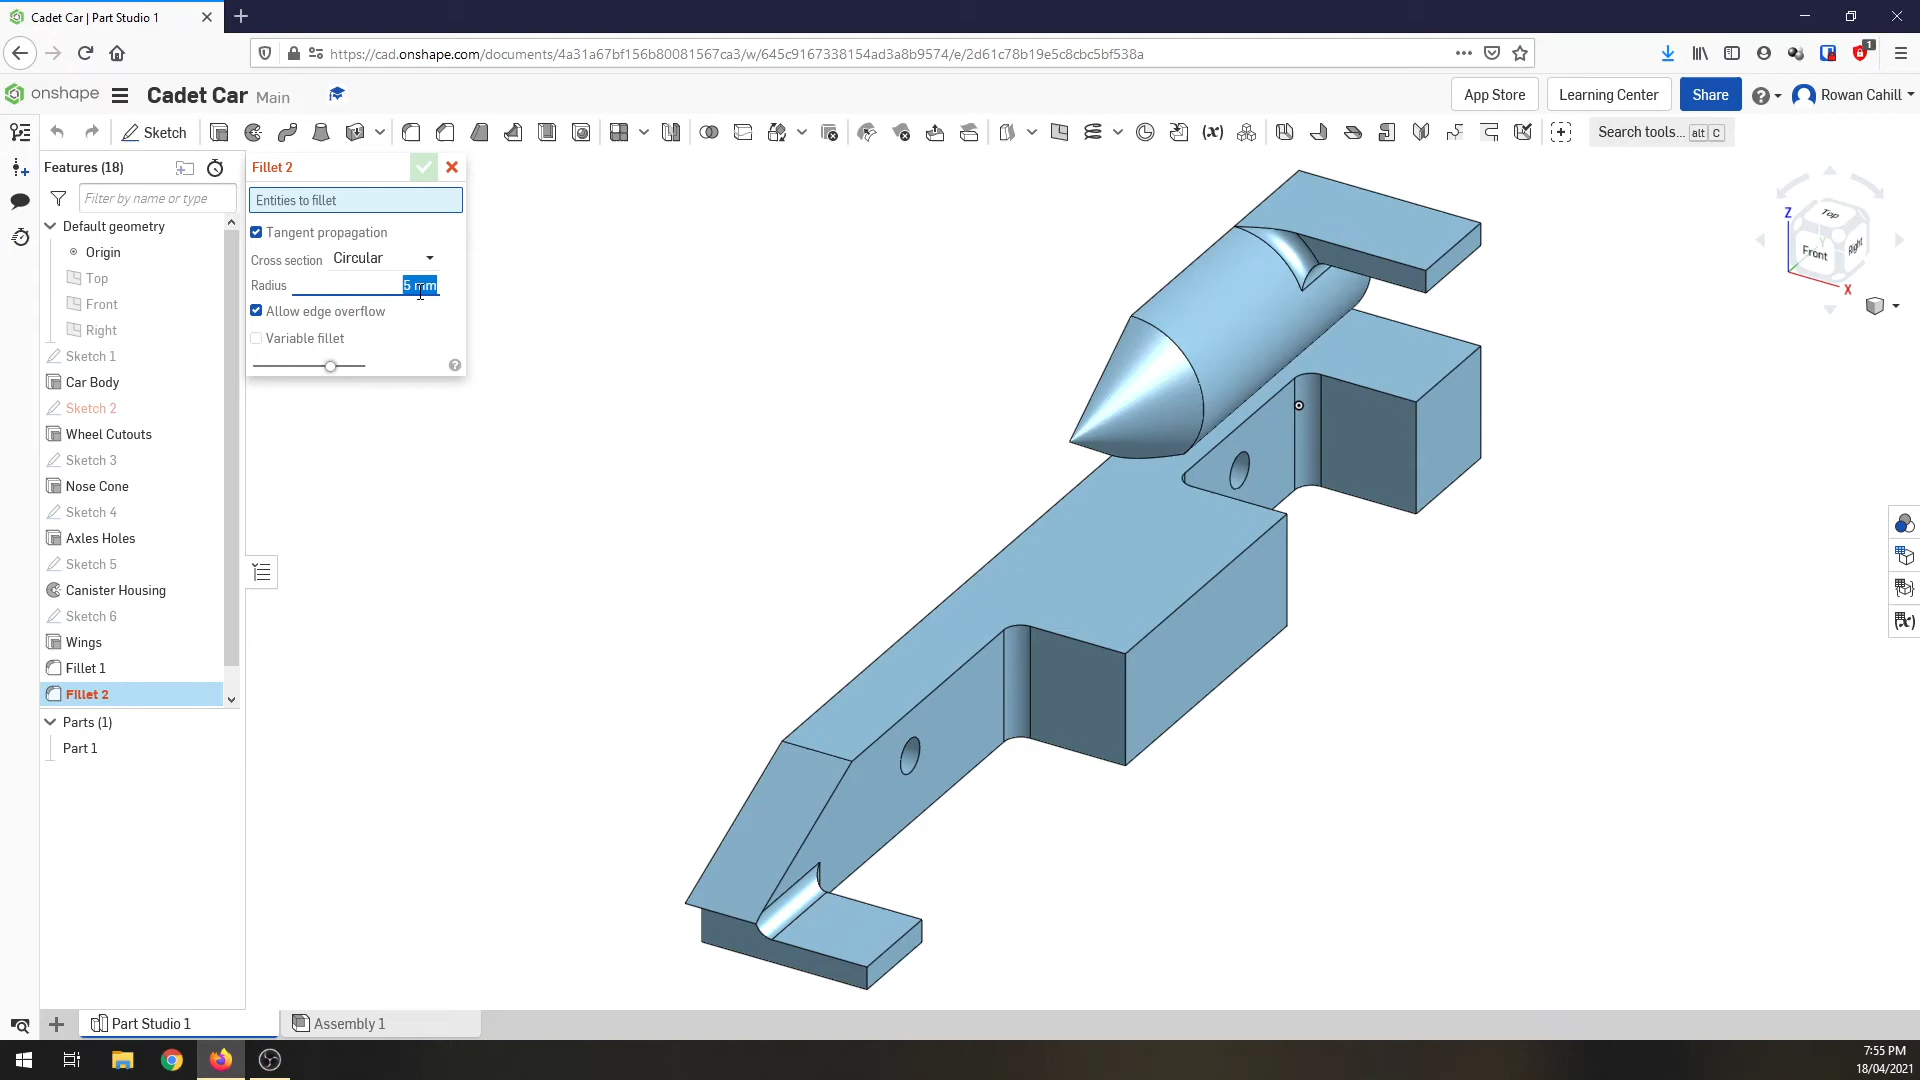 Cadet Car | Part Studio 1
https://cad.onshape.com/documents/4a31a67bf156b80081567ca3/w/645c9167338154ad3a8b9574/e/2d61c78b19e5c8cbc5bf538a
1
onshape
Cadet Car Main
App Store
Learning Center
Share
Rowan Cahill
Sketch
Search tools... alt C
Features (18)
Filter by name or type
Default geometry
Origin
Top
Front
Right
Sketch 1
Car Body
Sketch 2
Wheel Cutouts
Sketch 3
Nose Cone
Sketch 4
Axles Holes
Sketch 5
Canister Housing
Sketch 6
Wings
Fillet 1
Fillet 2
Parts (1)
Part 1
Fillet 2
Entities to fillet
Tangent propagation
Cross section Circular
Radius 5 mm
Allow edge overflow
Variable fillet
Z
Top
Front
Right
Y
X
Part Studio 1
Assembly 1
7:55 PM
18/04/2021